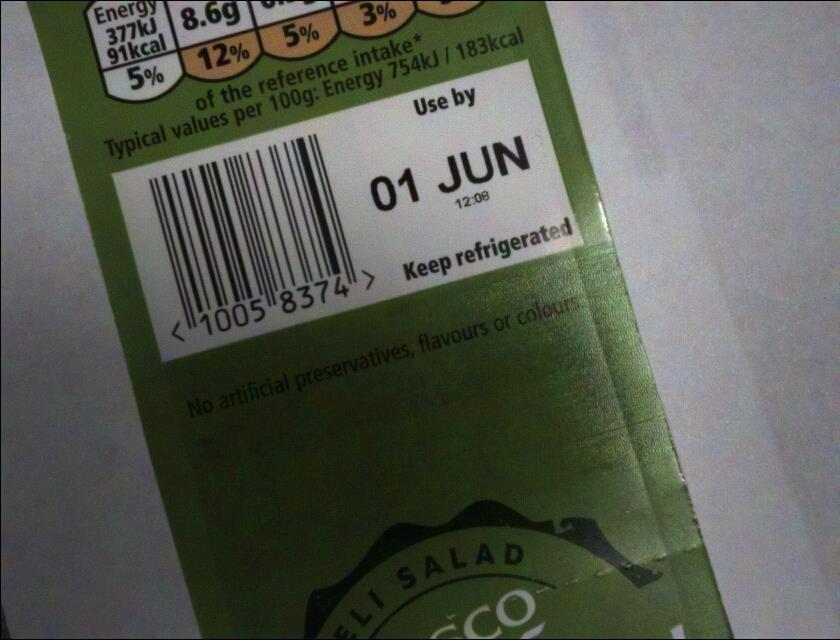 Energy
377kJ
91kcal
5%
8.6g
12%
5%
3%
of the reference intake*
Typical values per 100g: Energy 754kJ / 183kcal
Use by
01 JUN
12:08
Keep refrigerated
< 1005 8374 >
No artificial preservatives, flavours or colours
SALAD